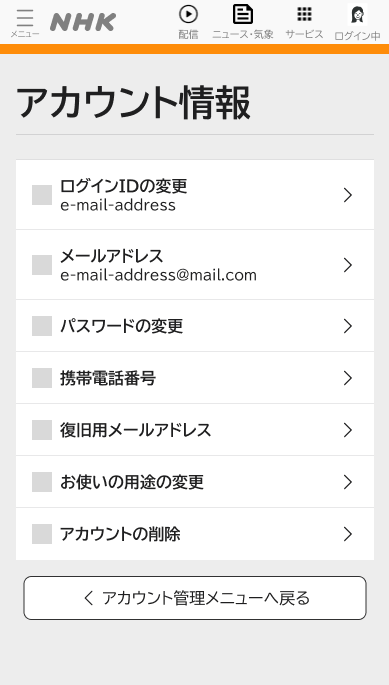 メニュー
NHK
配信
ニュース・気象
サービス
ログイン中
アカウント情報
ログインIDの変更
e-mail-address
メールアドレス
e-mail-address@mail.com
パスワードの変更
携帯電話番号
復旧用メールアドレス
お使いの用途の変更
アカウントの削除
アカウント管理メニューへ戻る